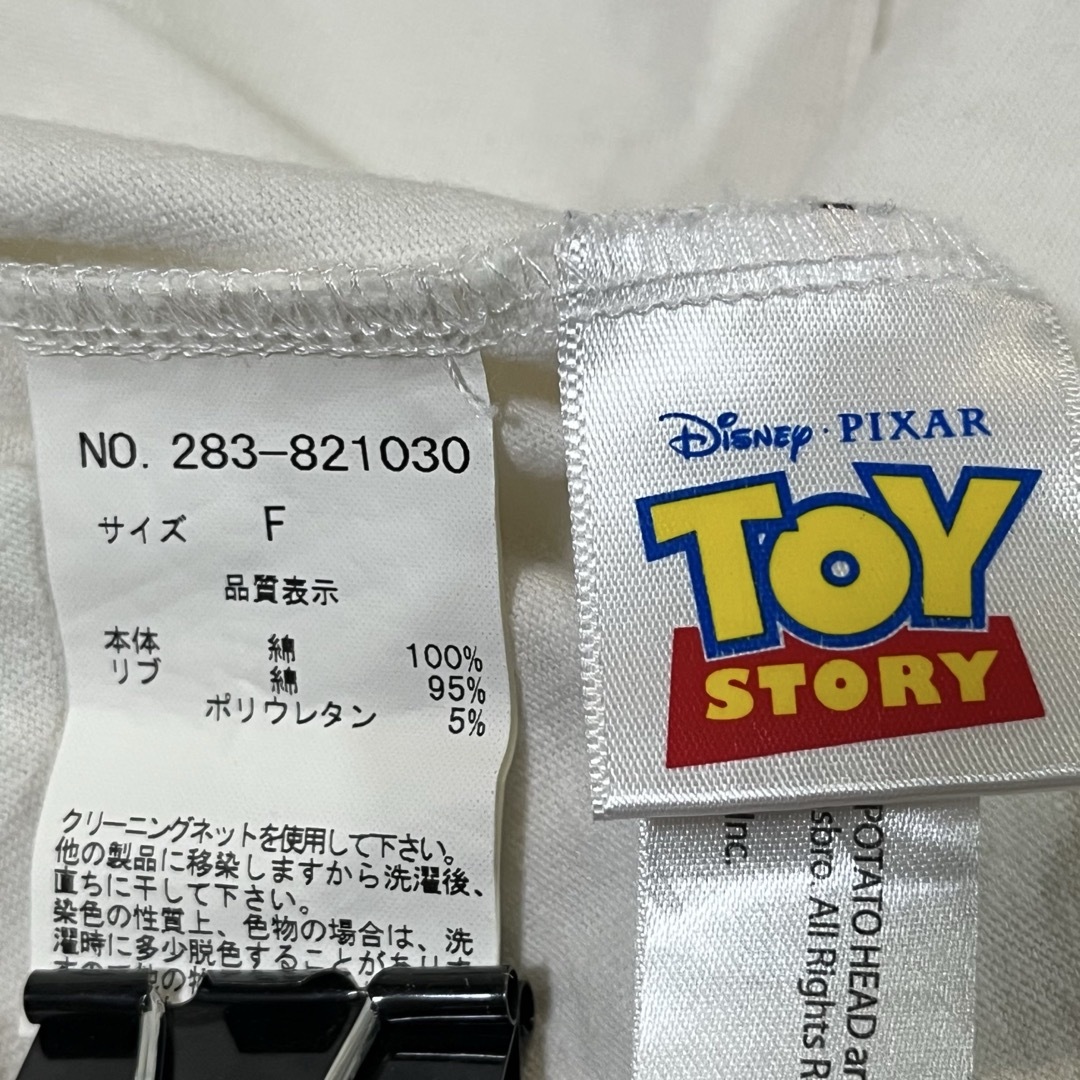 NO. 283-821030
サイズ F
品質表示
本体 綿 100%
リブ 綿 95%
ポリウレタン 5%
クリーニングネットを使用して下さい。
他の製品に移染しますから洗濯後、
直ちに干して下さい。
染色の性質上、色物の場合は、洗
濯時に多少脱色することがあります
Disney · PIXAR
TOY
STORY
POTATO HEAD
sbro. All Rights R
Inc.